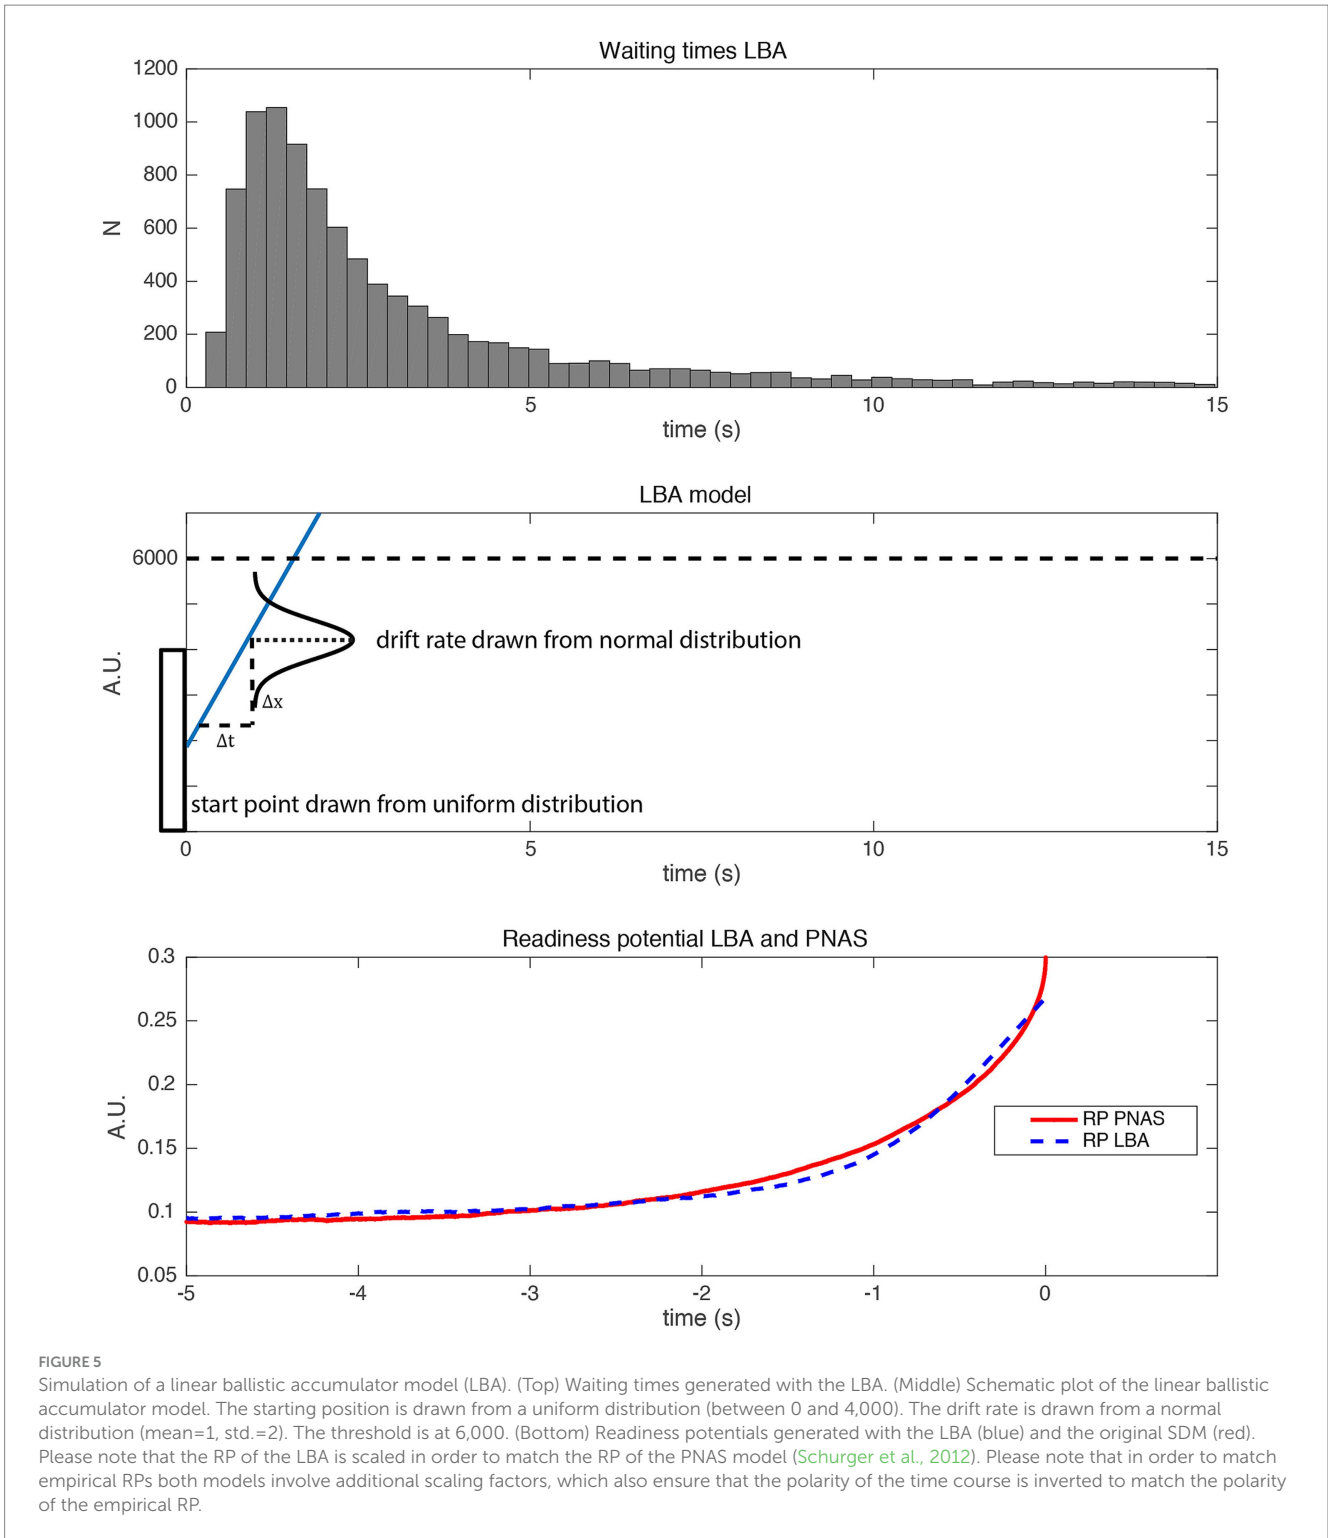 Waiting times LBA
1200
1000
800
600
400
200
0
N
0 5 10 15
time (s)
LBA model
6000
A.U.
drift rate drawn from normal distribution
Δx
Δt
start point drawn from uniform distribution
0 5 10 15
time (s)
Readiness potential LBA and PNAS
0.3
0.25
0.2
0.15
0.1
0.05
A.U.
RP PNAS
RP LBA
-5 -4 -3 -2 -1 0
time (s)
FIGURE 5
Simulation of a linear ballistic accumulator model (LBA). (Top) Waiting times generated with the LBA. (Middle) Schematic plot of the linear ballistic
accumulator model. The starting position is drawn from a uniform distribution (between 0 and 4,000). The drift rate is drawn from a normal
distribution (mean=1, std.=2). The threshold is at 6,000. (Bottom) Readiness potentials generated with the LBA (blue) and the original SDM (red).
Please note that the RP of the LBA is scaled in order to match the RP of the PNAS model (Schurger et al., 2012). Please note that in order to match
empirical RPs both models involve additional scaling factors, which also ensure that the polarity of the time course is inverted to match the polarity
of the empirical RP.